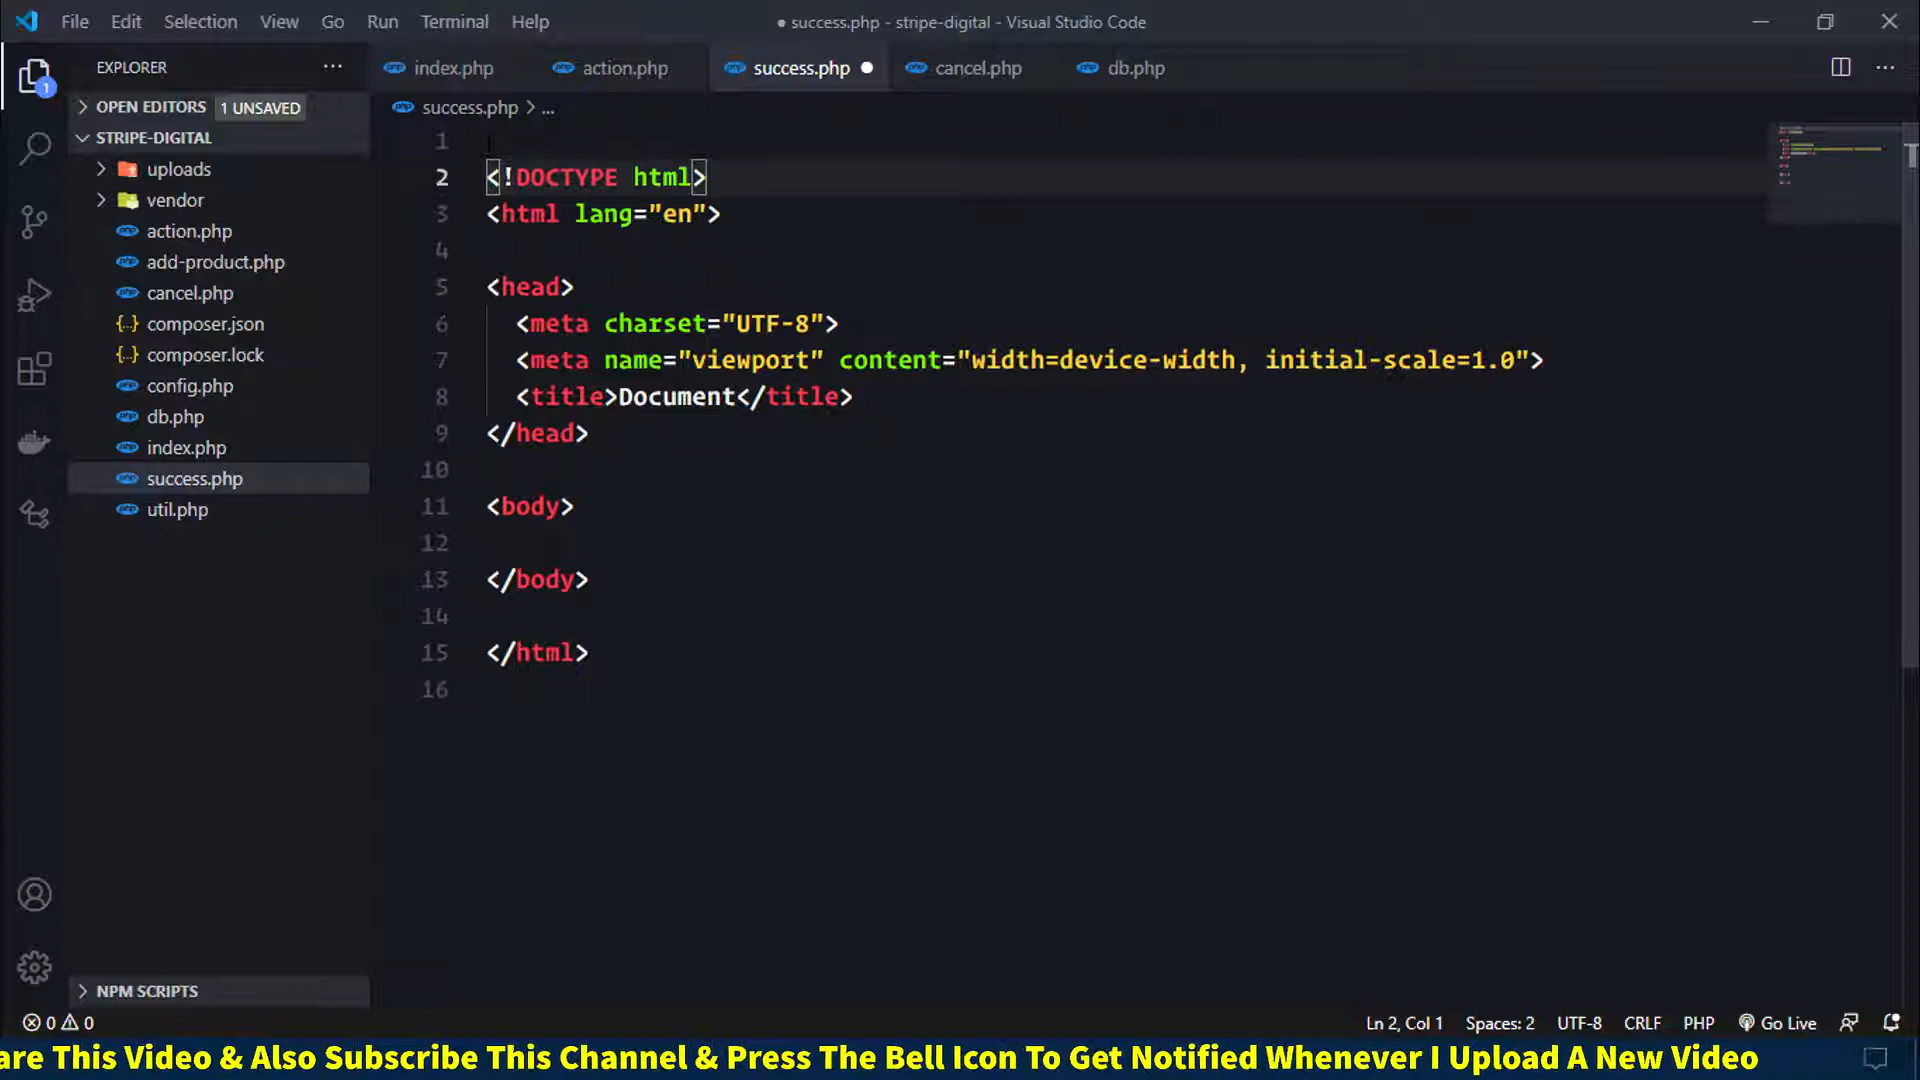 File Edit Selection View Go Run Terminal Help
● success.php - stripe-digital - Visual Studio Code
EXPLORER ...
1
OPEN EDITORS 1 UNSAVED
STRIPE-DIGITAL
uploads
vendor
action.php
add-product.php
cancel.php
composer.json
composer.lock
config.php
db.php
index.php
success.php
util.php
NPM SCRIPTS
index.php action.php success.php ● cancel.php db.php
success.php > ...
1
2 <!DOCTYPE html>
3 <html lang="en">
4
5 <head>
6 <meta charset="UTF-8">
7 <meta name="viewport" content="width=device-width, initial-scale=1.0">
8 <title>Document</title>
9 </head>
10
11 <body>
12
13 </body>
14
15 </html>
16
0 0
Ln 2, Col 1 Spaces: 2 UTF-8 CRLF PHP Go Live
are This Video & Also Subscribe This Channel & Press The Bell Icon To Get Notified Whenever I Upload A New Video